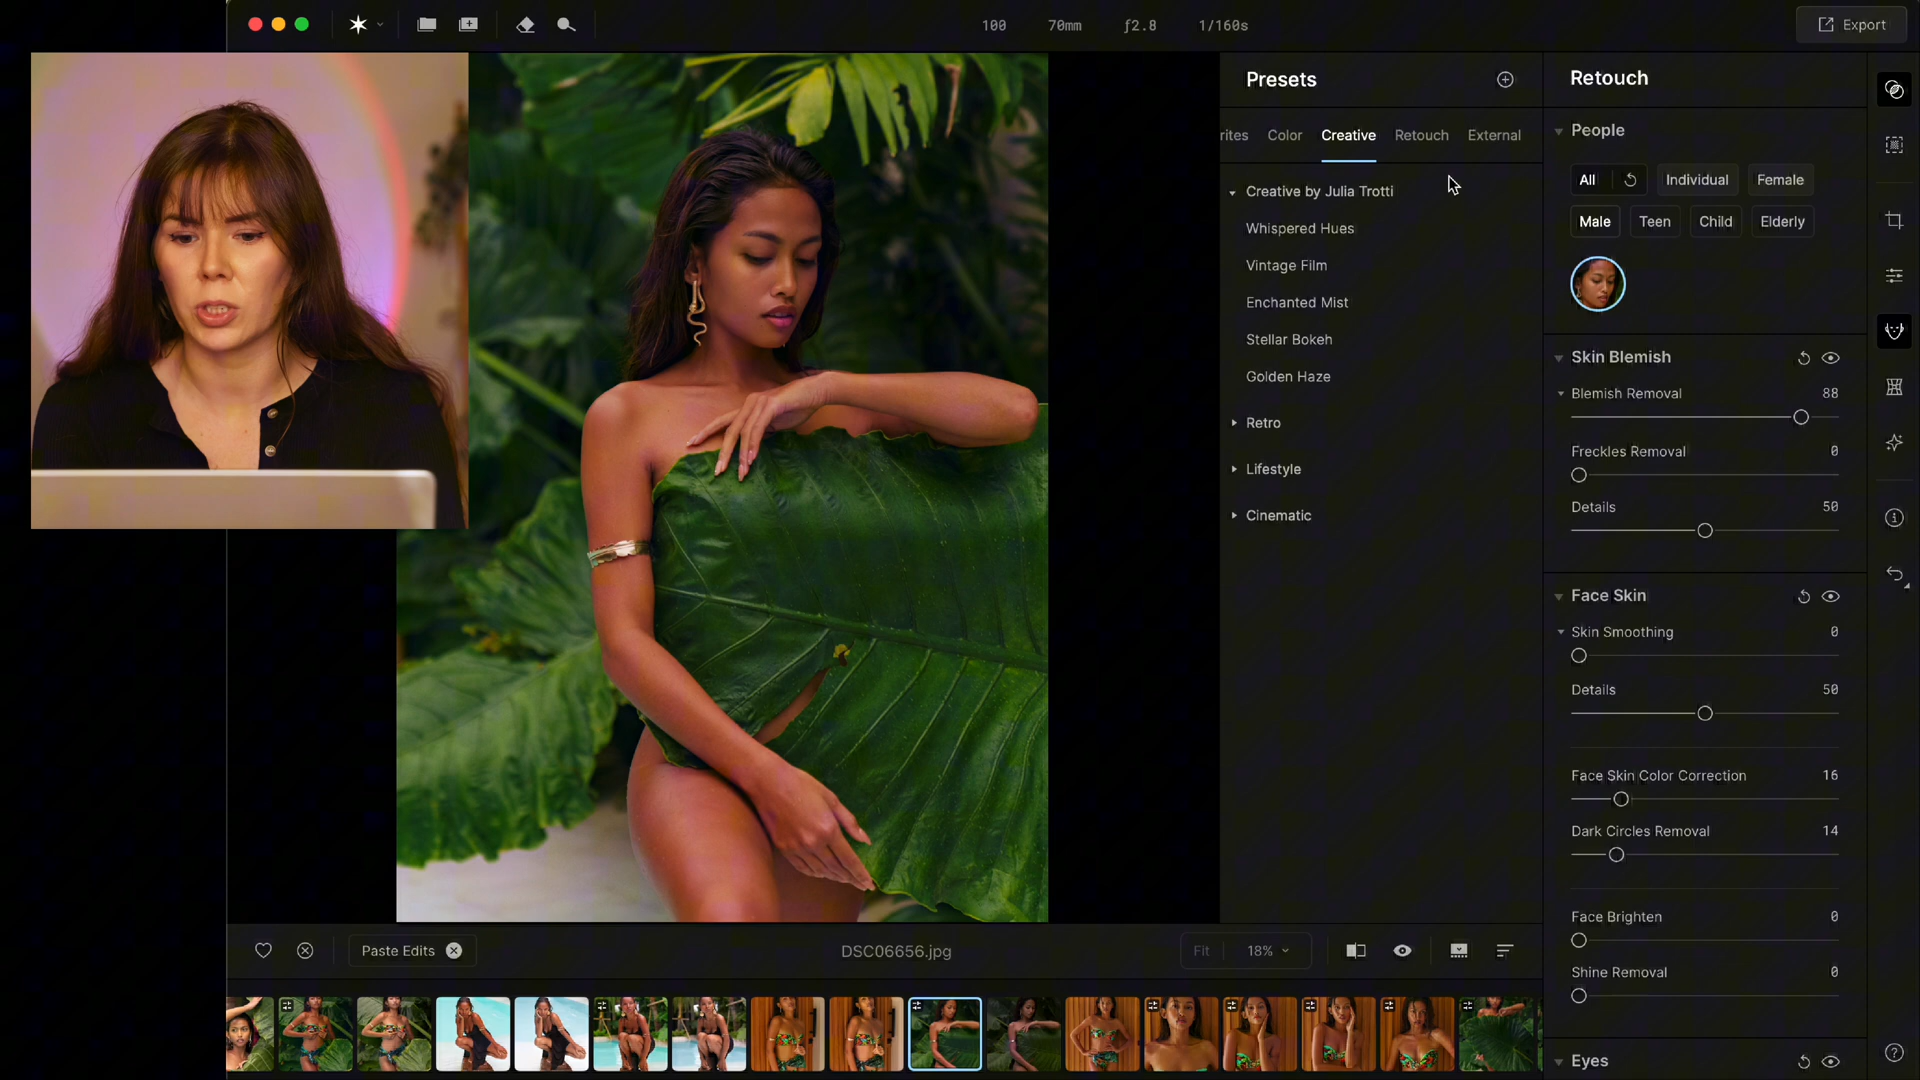 100 70mm ƒ2.8 1/160s
Export
Presets
rites Color Creative Retouch External
Creative by Julia Trotti
Whispered Hues
Vintage Film
Enchanted Mist
Stellar Bokeh
Golden Haze
Retro
Lifestyle
Cinematic
Retouch
People
All Individual Female
Male Teen Child Elderly
Skin Blemish
Blemish Removal 88
Freckles Removal 0
Details 50
Face Skin
Skin Smoothing 0
Details 50
Face Skin Color Correction 16
Dark Circles Removal 14
Face Brighten 0
Shine Removal 0
Eyes
Paste Edits
DSC06656.jpg
Fit 18%